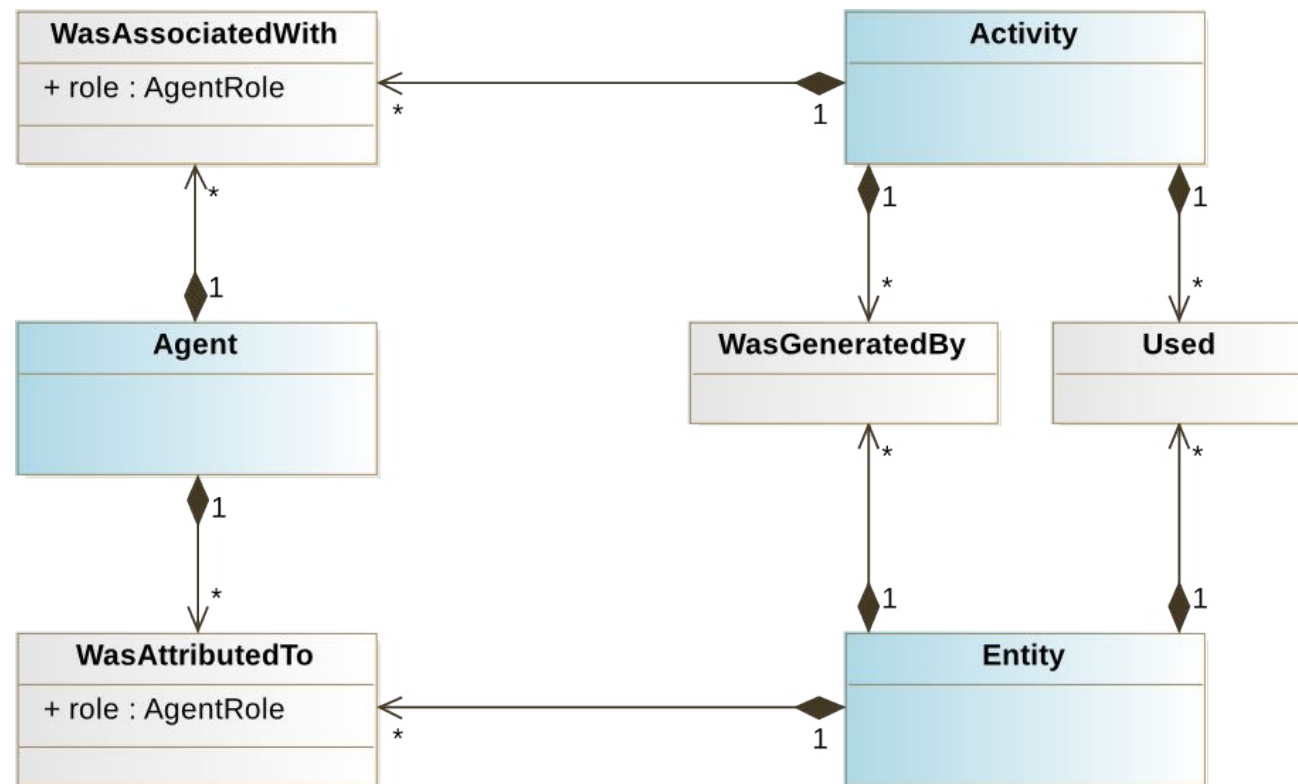 WasAssociatedWith
+ role : AgentRole
Activity
*
1
*
1
1
1
*
*
Agent
WasGeneratedBy
Used
1
*
*
*
1
1
WasAttributedTo
+ role : AgentRole
Entity
*
1